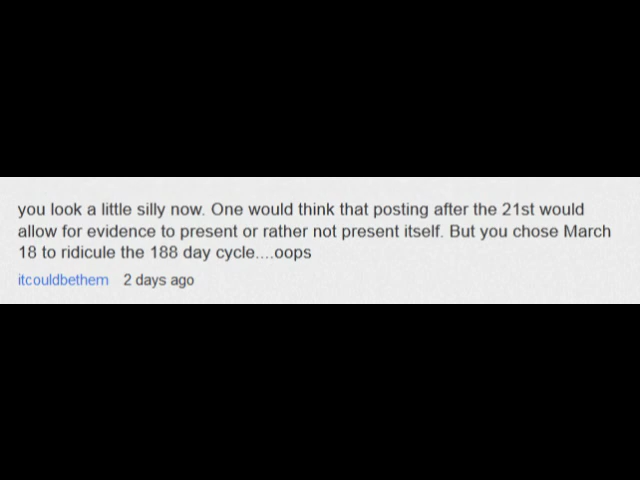 you look a little silly now. One would think that posting after the 21st would
allow for evidence to present or rather not present itself. But you chose March
18 to ridicule the 188 day cycle....oops
itcouldbethem 2 days ago